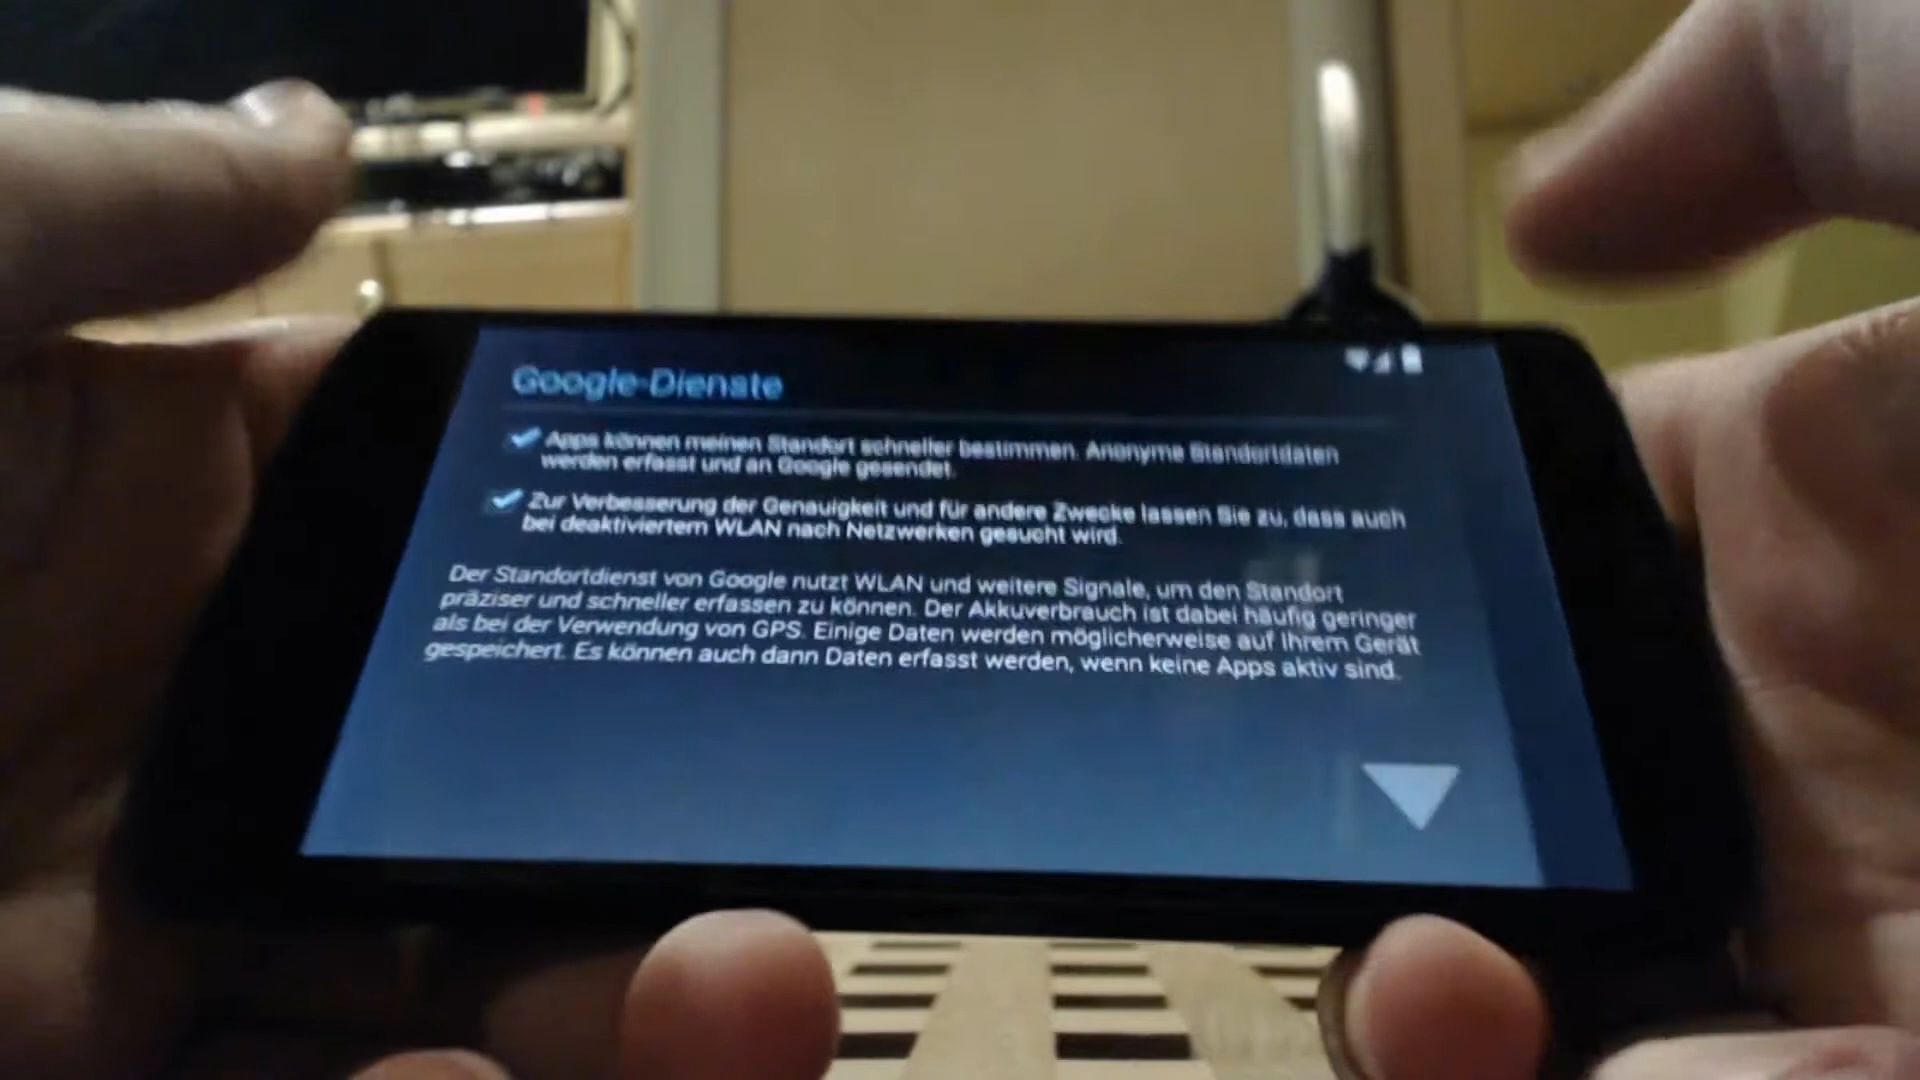 Google-Dienste
Apps können meinen Standort schneller bestimmen. Anonyme Standortdaten
werden erfasst und an Google gesendet.
Zur Verbesserung der Genauigkeit und für andere Zwecke lassen Sie zu, dass auch
bei deaktiviertem WLAN nach Netzwerken gesucht wird.
Der Standortdienst von Google nutzt WLAN und weitere Signale, um den Standort
präziser und schneller erfassen zu können. Der Akkuverbrauch ist dabei häufig geringer
als bei der Verwendung von GPS. Einige Daten werden möglicherweise auf Ihrem Gerät
gespeichert. Es können auch dann Daten erfasst werden, wenn keine Apps aktiv sind.